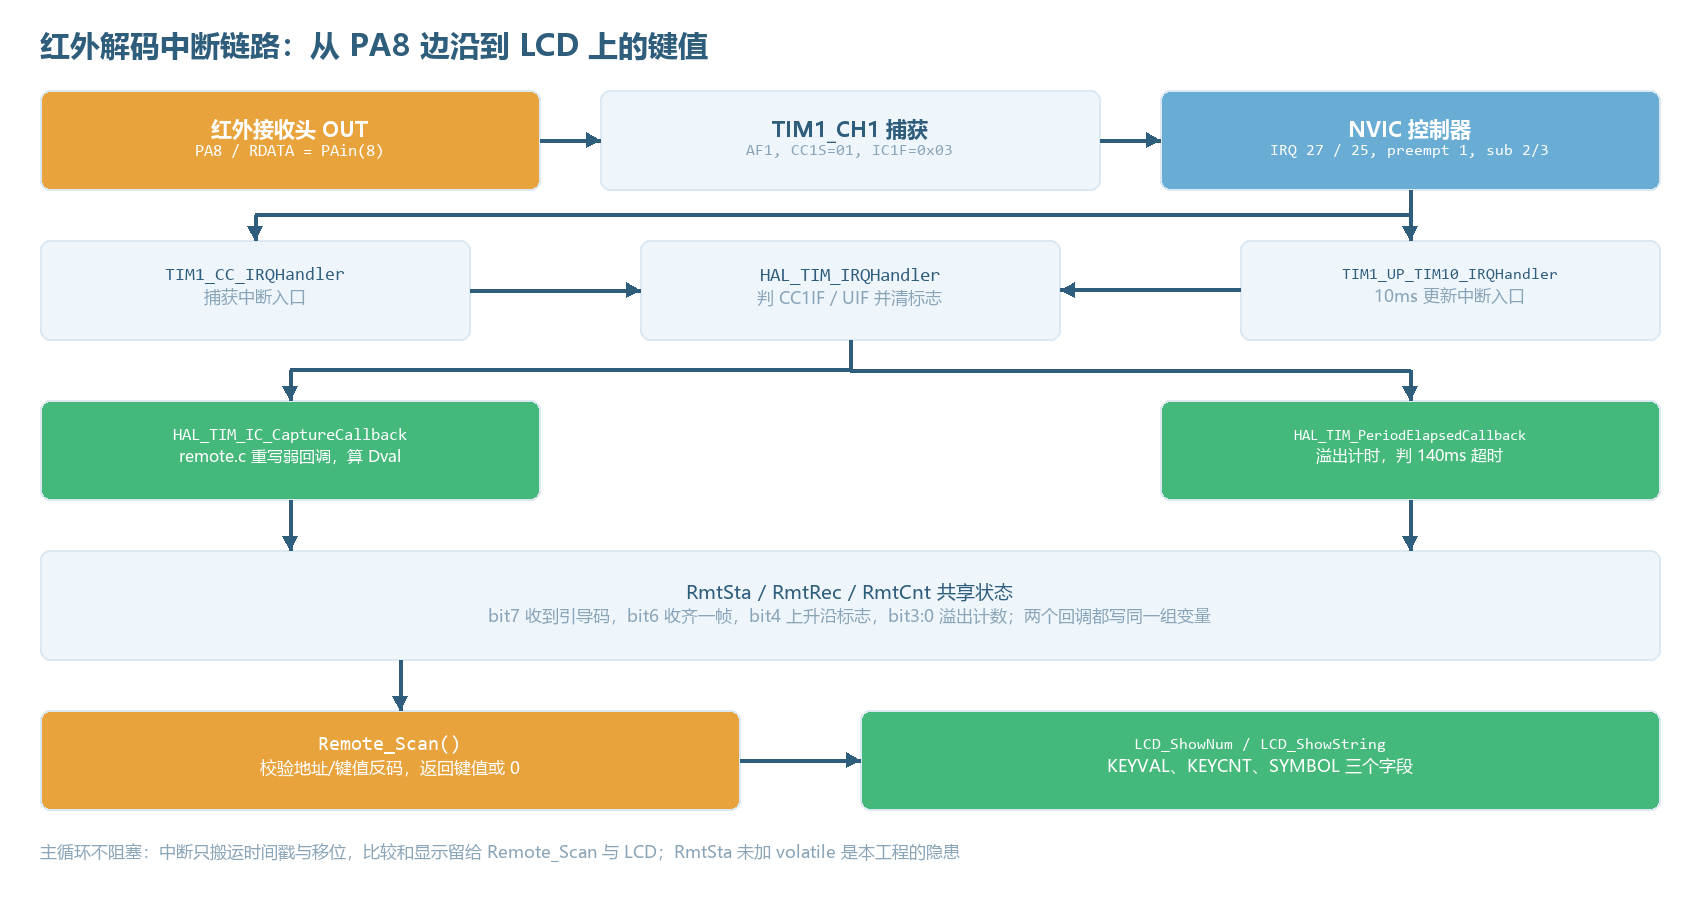 红外解码中断链路：从 PA8 边沿到 LCD 上的键值
红外接收头 OUT
PA8 / RDATA = PAin(8)
TIM1_CH1 捕获
AF1, CC1S=01, IC1F=0x03
NVIC 控制器
IRQ 27 / 25, preempt 1, sub 2/3
TIM1_CC_IRQHandler
捕获中断入口
HAL_TIM_IRQHandler
判 CC1IF / UIF 并清标志
TIM1_UP_TIM10_IRQHandler
10ms 更新中断入口
HAL_TIM_IC_CaptureCallback
remote.c 重写弱回调，算 Dval
HAL_TIM_PeriodElapsedCallback
溢出计时，判 140ms 超时
RmtSta / RmtRec / RmtCnt 共享状态
bit7 收到引导码，bit6 收齐一帧，bit4 上升沿标志，bit3:0 溢出计数；两个回调都写同一组变量
Remote_Scan()
校验地址/键值反码，返回键值或 0
LCD_ShowNum / LCD_ShowString
KEYVAL、KEYCNT、SYMBOL 三个字段
主循环不阻塞：中断只搬运时间戳与移位，比较和显示留给 Remote_Scan 与 LCD；RmtSta 未加 volatile 是本工程的隐患